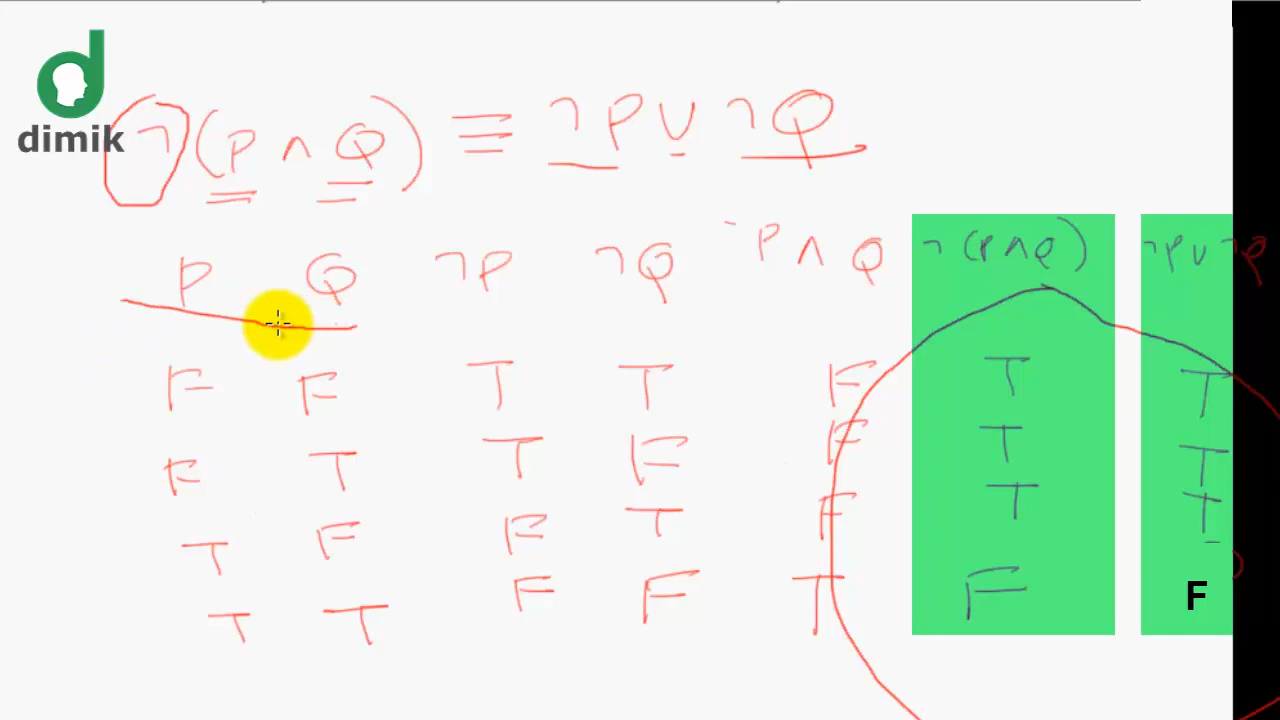 dimik
¬(P ∧ Q) ≡ ¬P ∨ ¬Q
P Q ¬P ¬Q P ∧ Q ¬(P ∧ Q) ¬P ∨ ¬Q
F F T T F T T
F T T F F T T
T F F T F T T
T T F F T F F